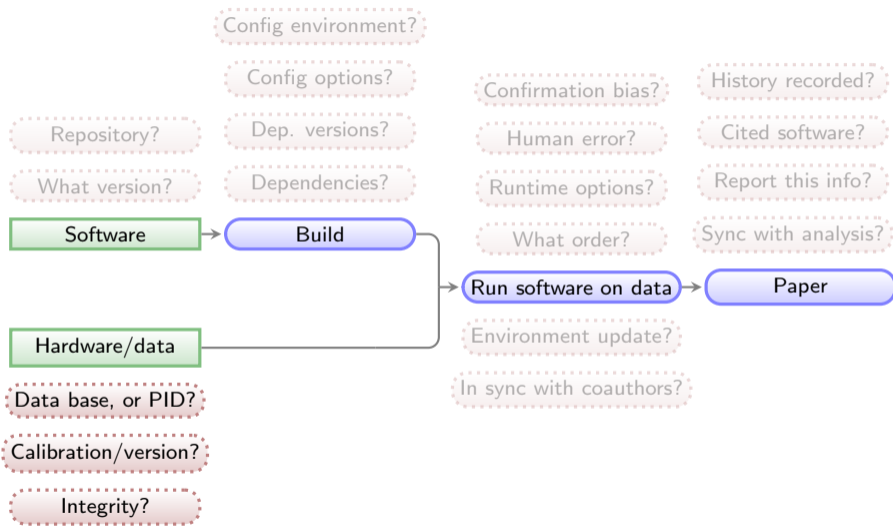 Config environment?
Config options?
Dep. versions?
Dependencies?
Repository?
What version?
Confirmation bias?
Human error?
Runtime options?
What order?
History recorded?
Cited software?
Report this info?
Sync with analysis?
Software
Build
Run software on data
Paper
Hardware/data
Environment update?
In sync with coauthors?
Data base, or PID?
Calibration/version?
Integrity?